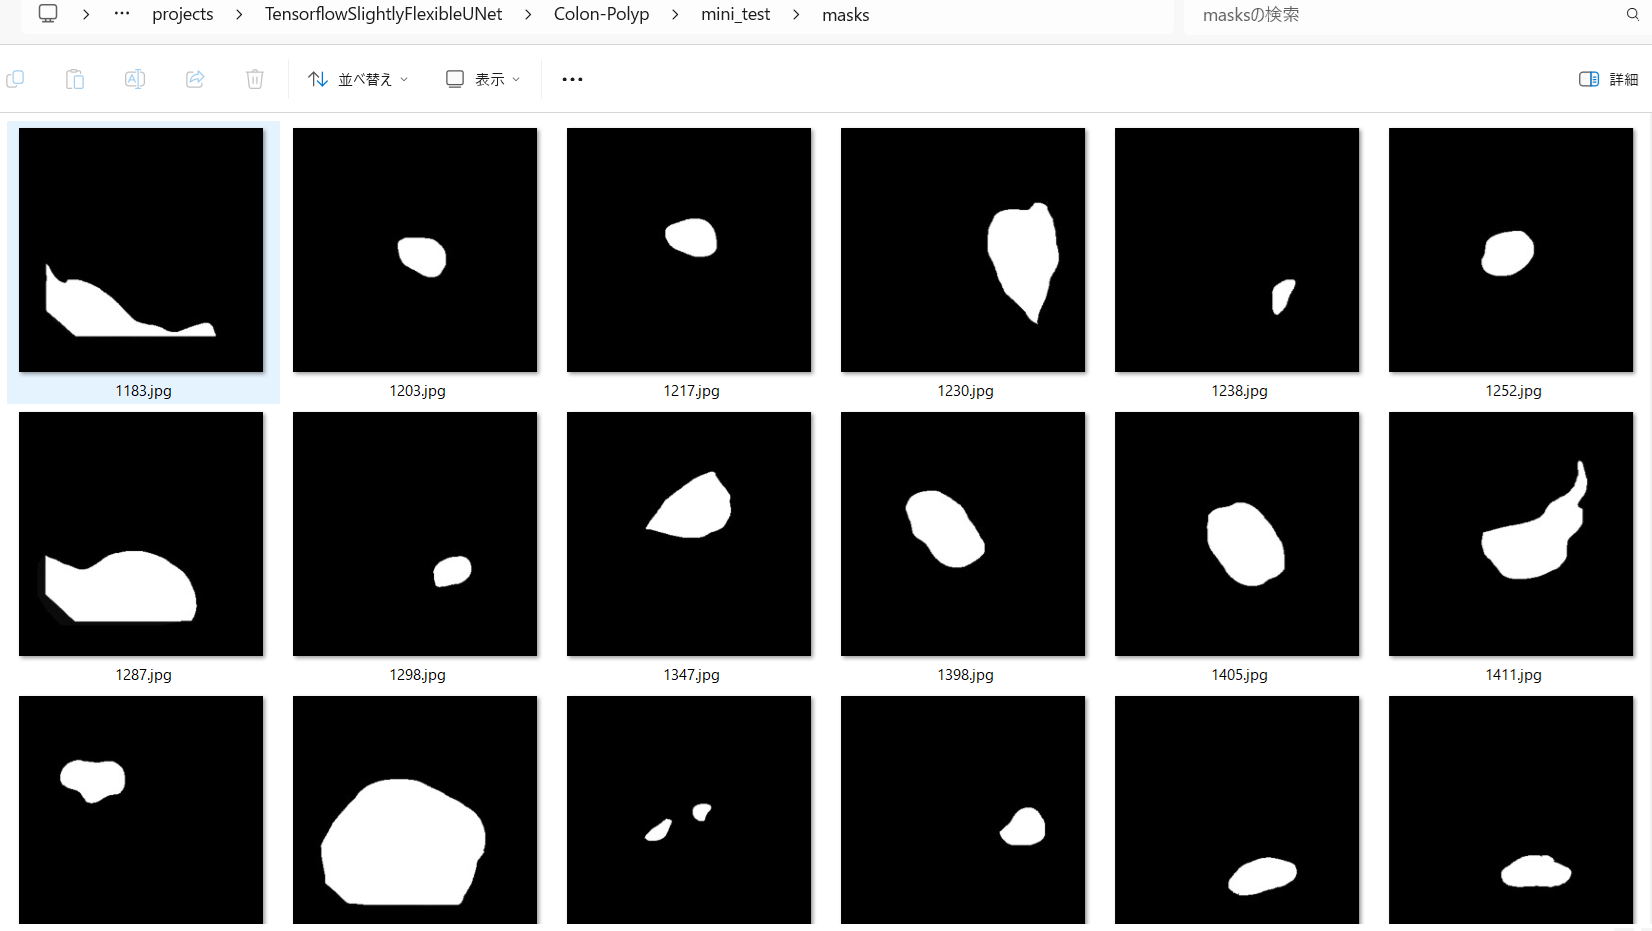 projects > TensorflowSlightlyFlexibleUNet > Colon-Polyp > mini_test > masks
masksの検索
並べ替え
表示
詳細
1183.jpg
1203.jpg
1217.jpg
1230.jpg
1238.jpg
1252.jpg
1287.jpg
1298.jpg
1347.jpg
1398.jpg
1405.jpg
1411.jpg